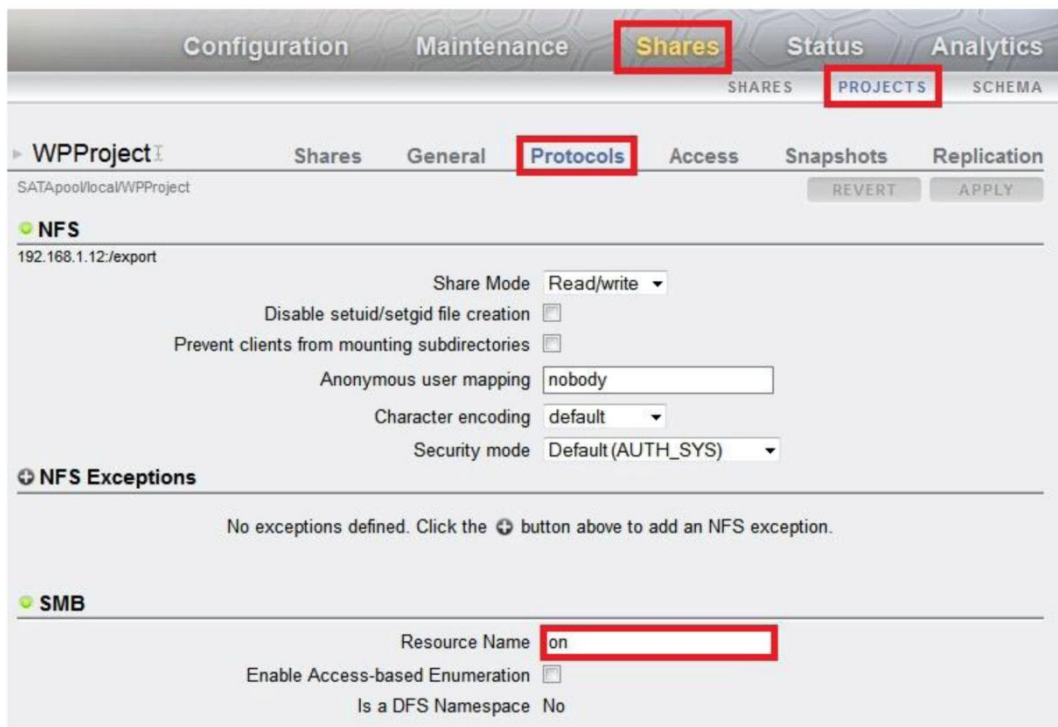 Configuration Maintenance Shares Status Analytics
SHARES PROJECTS SCHEMA
WPProject Shares General Protocols Access Snapshots Replication
SATApool/local/WPProject REVERT APPLY
NFS
192.168.1.12:/export
Share Mode Read/write
Disable setuid/setgid file creation
Prevent clients from mounting subdirectories
Anonymous user mapping nobody
Character encoding default
Security mode Default (AUTH_SYS)
NFS Exceptions
No exceptions defined. Click the button above to add an NFS exception.
SMB
Resource Name on
Enable Access-based Enumeration
Is a DFS Namespace No